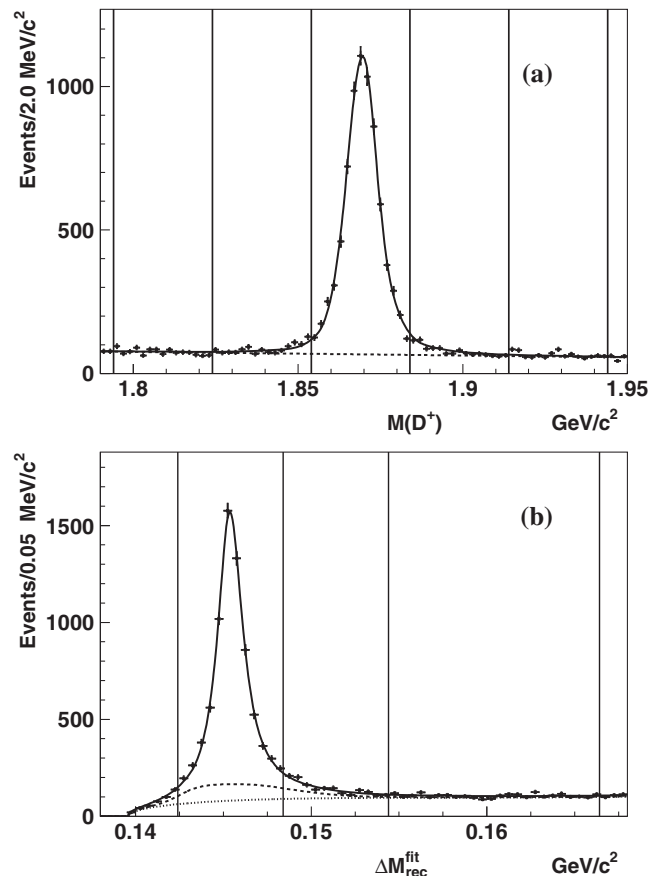 Events/2.0 MeV/c²
1000
500
0
(a)
1.8 1.85 1.9 1.95
M(D⁺) GeV/c²
Events/0.05 MeV/c²
1500
1000
500
0
(b)
0.14 0.15 0.16
ΔM^fit_rec GeV/c²